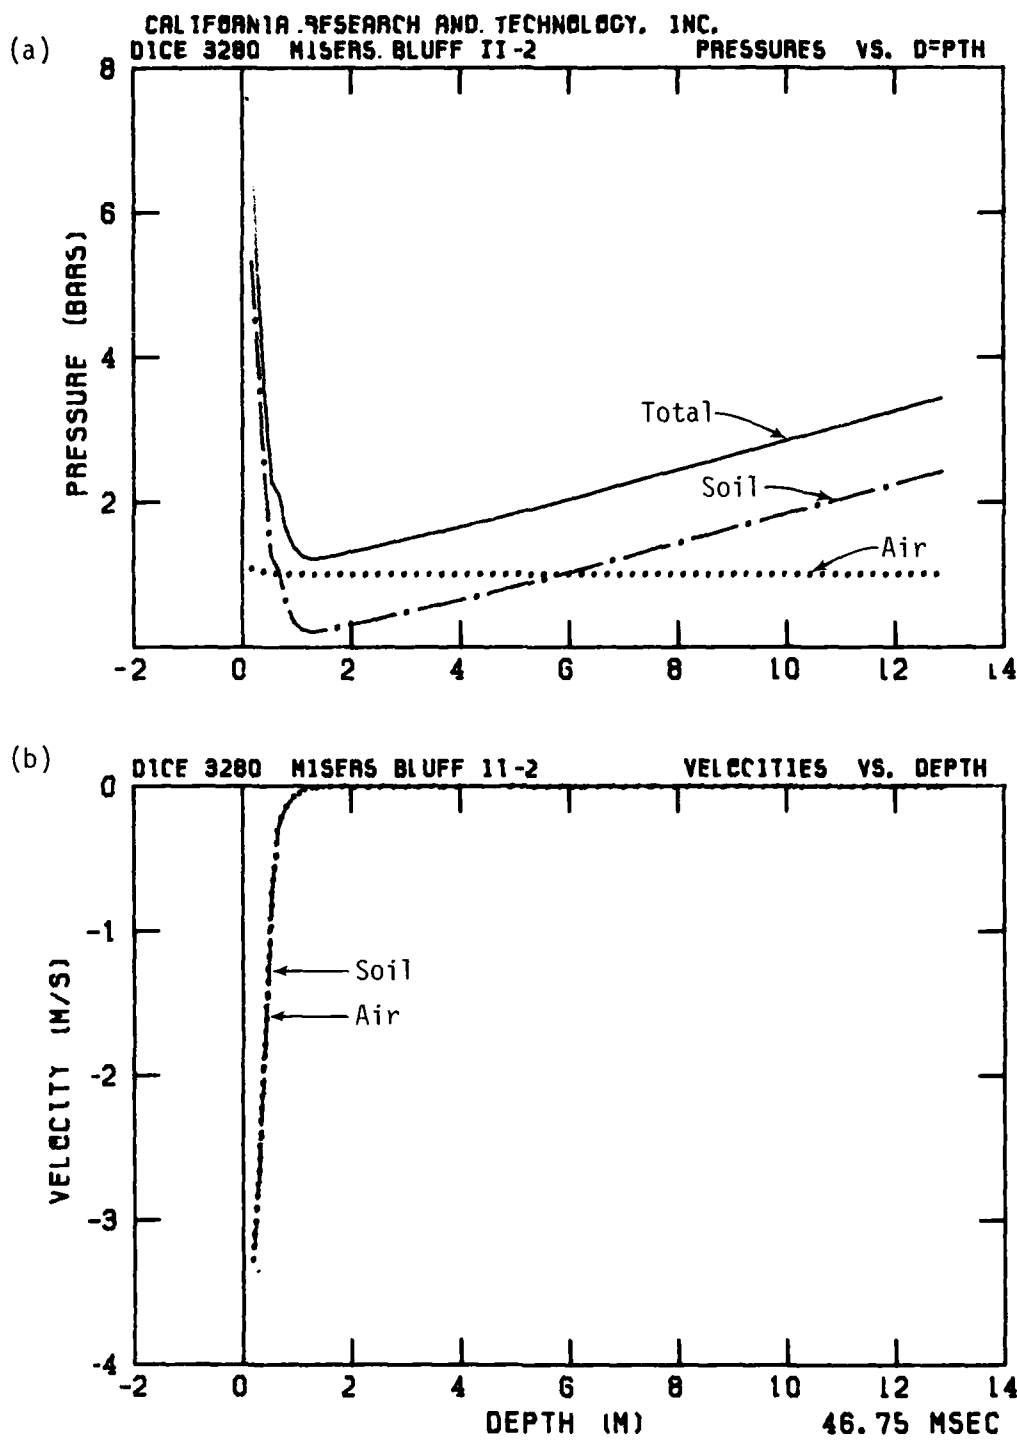 CALIFORNIA RESEARCH AND. TECHNOLOGY, INC.
(a)
DICE 3280 MISERS. BLUFF II-2 PRESSURES VS. DEPTH
8
6
4
2
PRESSURE (BARS)
Total
Soil
Air
-2 0 2 4 6 8 10 12 14
(b)
DICE 3280 MISERS BLUFF II-2 VELOCITIES VS. DEPTH
0
-1
-2
-3
-4
VELOCITY (M/S)
Soil
Air
-2 0 2 4 6 8 10 12 14
DEPTH (M) 46.75 MSEC